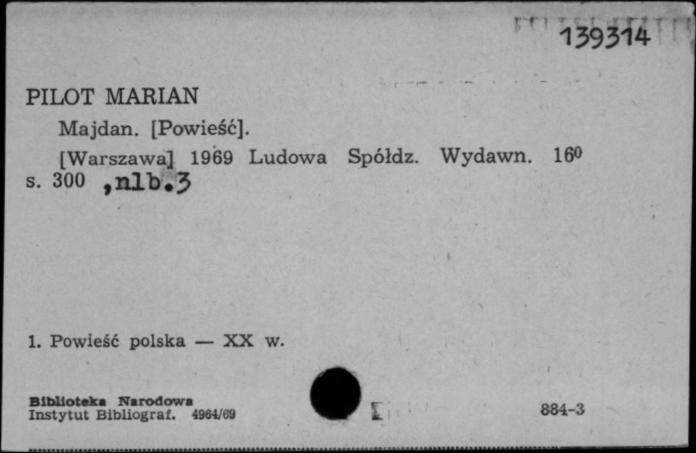 139314
PILOT MARIAN
Majdan. [Powieść].
[Warszawa] 1969 Ludowa Spółdz. Wydawn. 16⁰
s. 300 ,nlb.3
1. Powieść polska — XX w.
Biblioteka Narodowa
Instytut Bibliograf. 4964/69
884-3